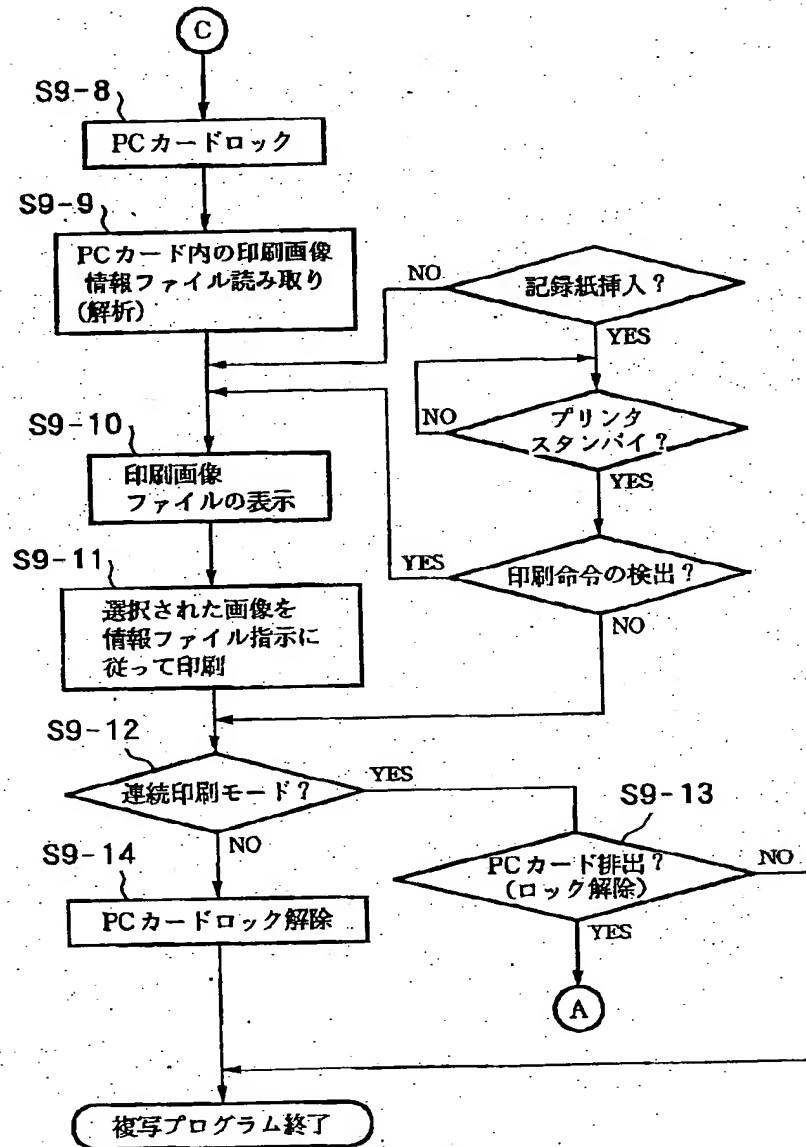 C
S9-8
PCカードロック
S9-9
PCカード内の印刷画像
情報ファイル読み取り
(解析)
NO
記録紙挿入？
YES
NO
プリンタ
スタンバイ？
YES
S9-10
印刷画像
ファイルの表示
YES
印刷命令の検出？
NO
S9-11
選択された画像を
情報ファイル指示に
従って印刷
S9-12
連続印刷モード？
YES
NO
S9-13
PCカード排出？
(ロック解除)
NO
YES
S9-14
PCカードロック解除
A
複写プログラム終了